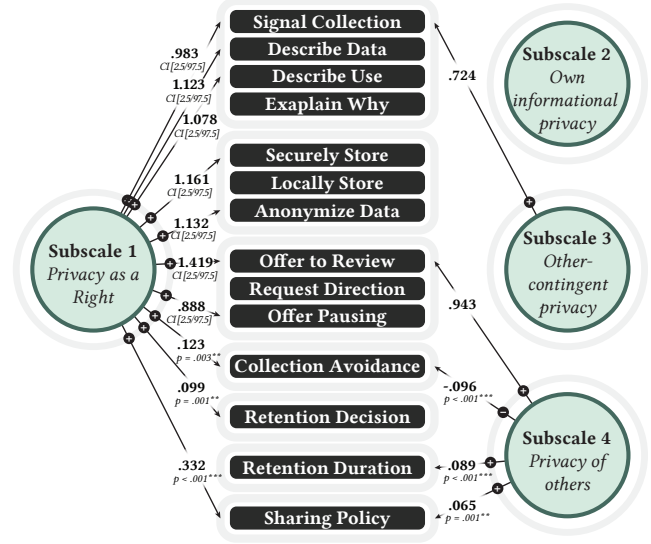 Signal Collection
Describe Data
Describe Use
Exaplain Why
Securely Store
Locally Store
Anonymize Data
Offer to Review
Request Direction
Offer Pausing
Collection Avoidance
Retention Decision
Retention Duration
Sharing Policy
Subscale 1
Privacy as a
Right
.983
CI [2.5/97.5]
1.123
CI [2.5/97.5]
1.078
CI [2.5/97.5]
1.161
CI [2.5/97.5]
1.132
CI [2.5/97.5]
1.419
CI [2.5/97.5]
.888
CI [2.5/97.5]
.123
p = .003**
.099
p = .001**
.332
p < .001***
Subscale 2
Own
informational
privacy
.724
Subscale 3
Other-
contingent
privacy
.943
-.096
p < .001***
.089
p < .001***
.065
p = .001**
Subscale 4
Privacy of
others